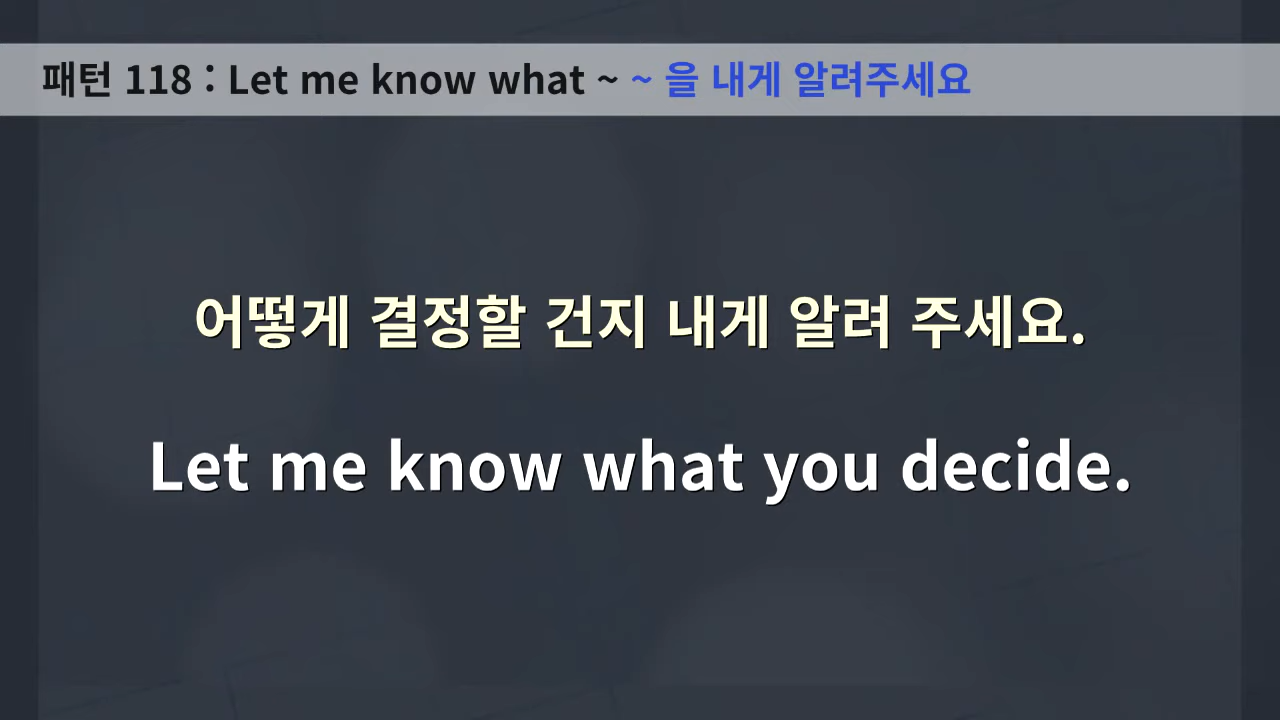 패턴 118 : Let me know what ~ ~ 을 내게 알려주세요
어떻게 결정할 건지 내게 알려 주세요.
Let me know what you decide.